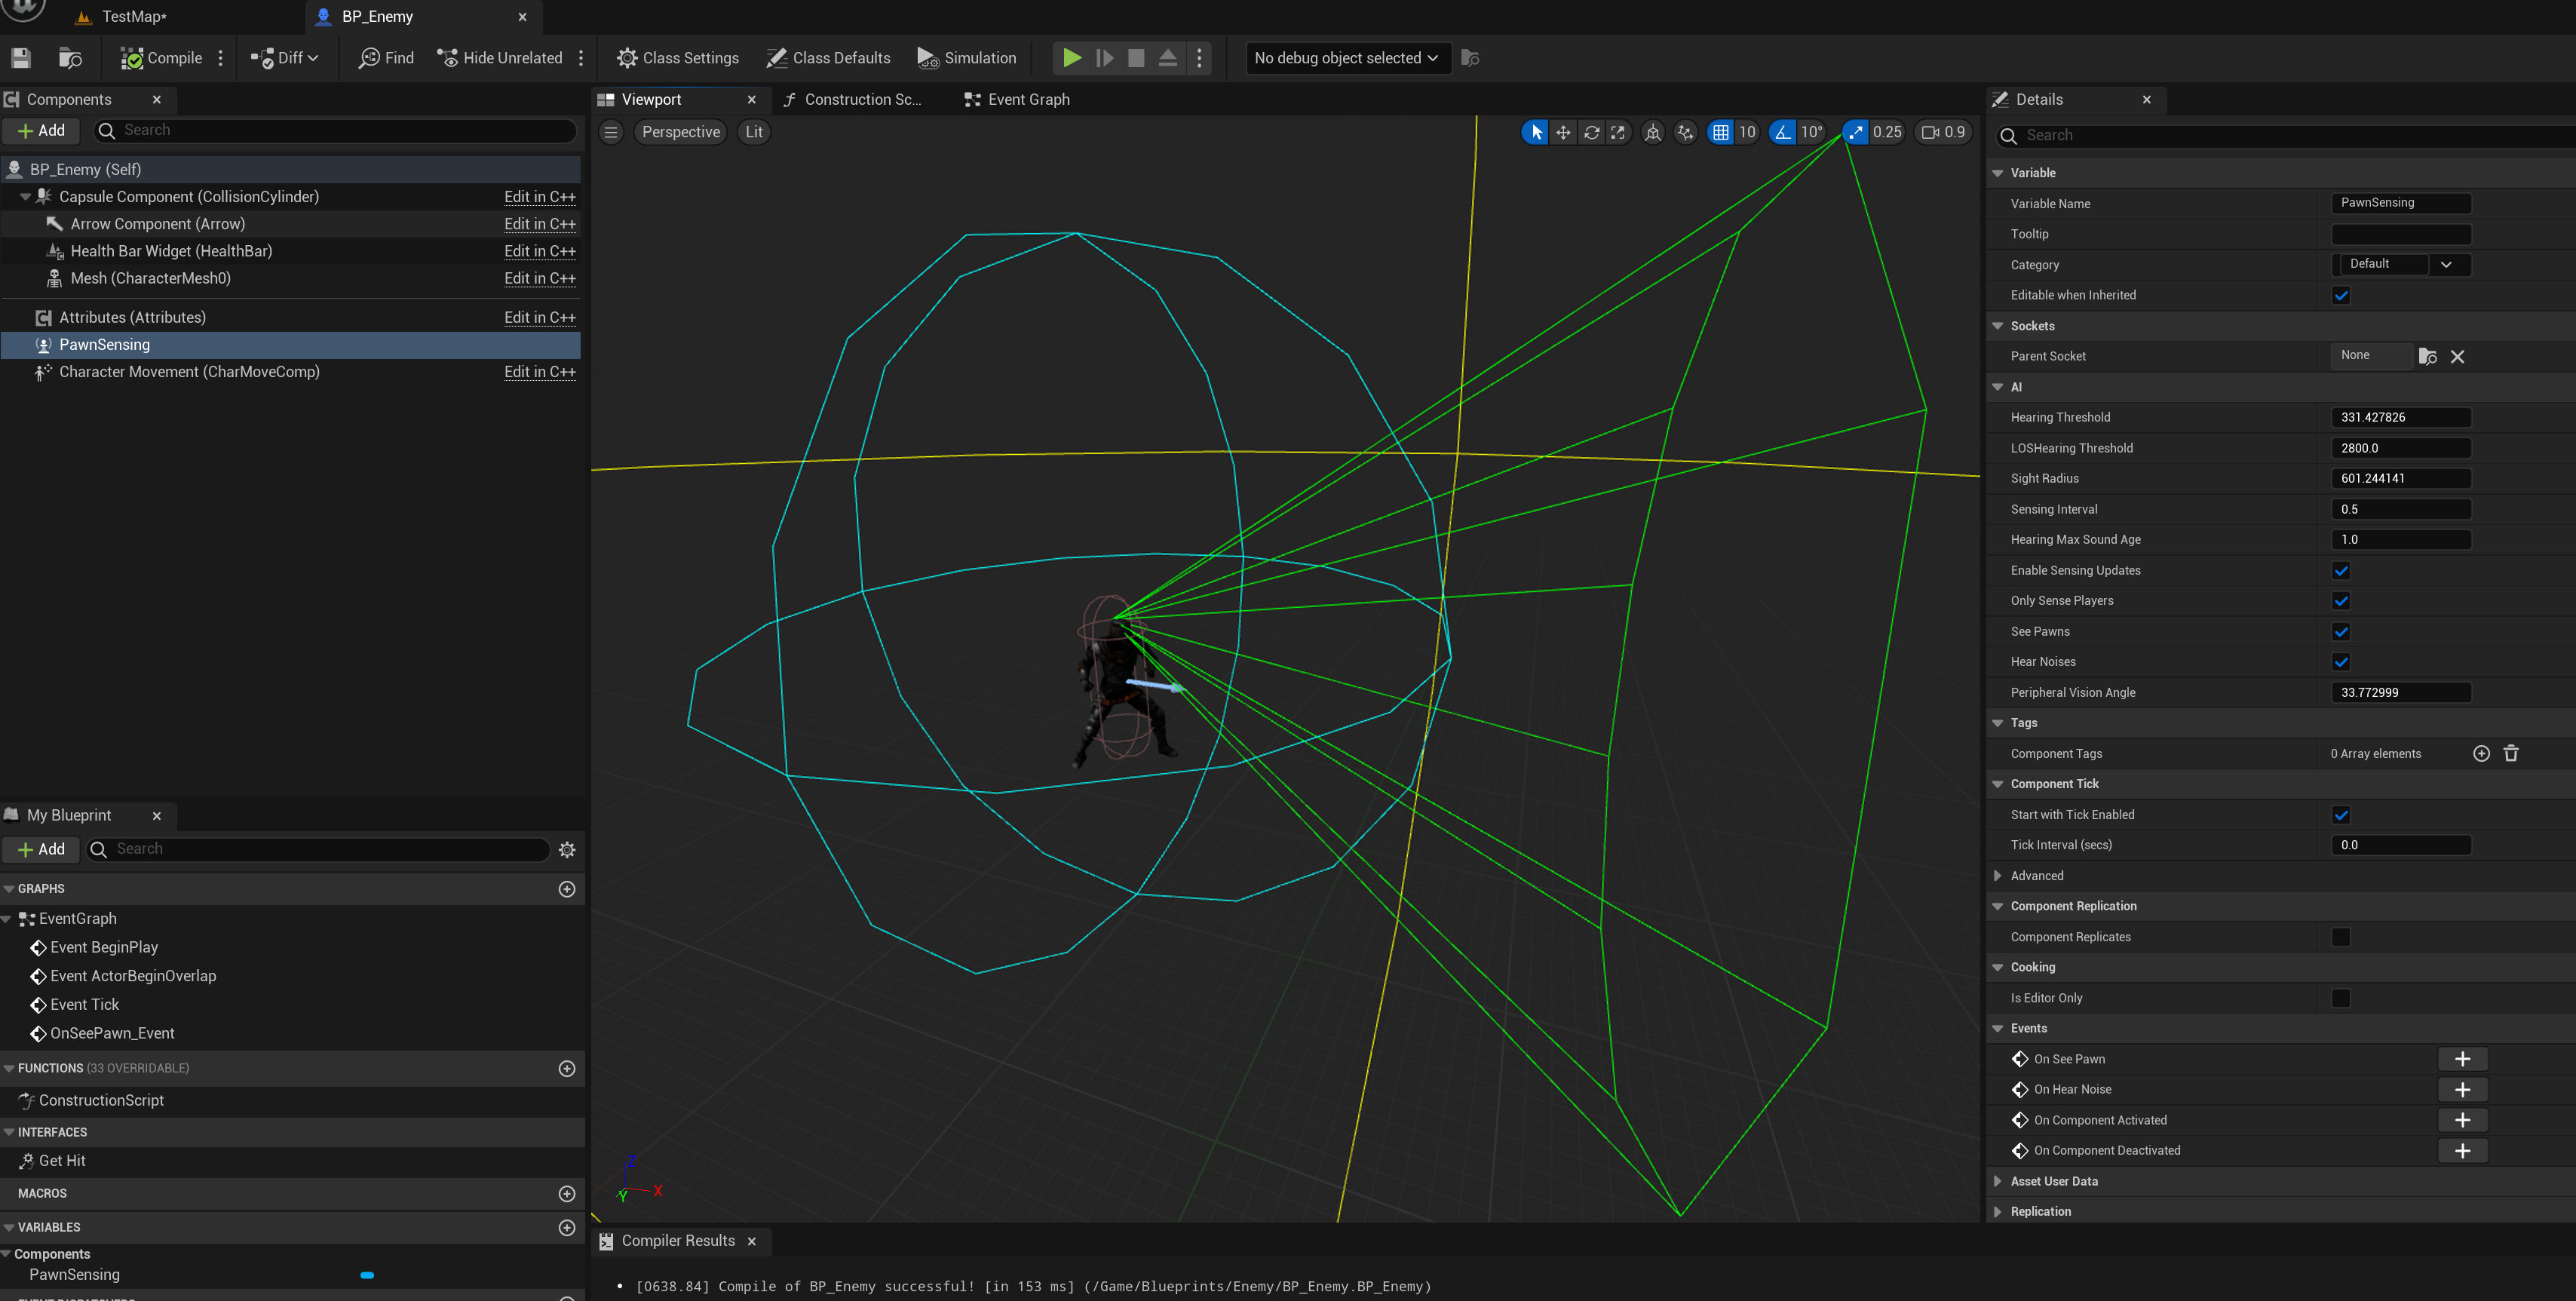 TestMap*
BP_Enemy
Compile
Diff
Find
Hide Unrelated
Class Settings
Class Defaults
Simulation
No debug object selected
Components
Add
Search
BP_Enemy (Self)
Capsule Component (CollisionCylinder) Edit in C++
Arrow Component (Arrow) Edit in C++
Health Bar Widget (HealthBar) Edit in C++
Mesh (CharacterMesh0) Edit in C++
Attributes (Attributes) Edit in C++
PawnSensing
Character Movement (CharMoveComp) Edit in C++
My Blueprint
Add
Search
GRAPHS
EventGraph
Event BeginPlay
Event ActorBeginOverlap
Event Tick
OnSeePawn_Event
FUNCTIONS (33 OVERRIDABLE)
ConstructionScript
INTERFACES
Get Hit
MACROS
VARIABLES
Components
PawnSensing
EVENT DISPATCHERS
Viewport
Construction Sc...
Event Graph
Perspective
Lit
10
10°
0.25
0.9
Z
X
Y
Compiler Results
• [0638.84] Compile of BP_Enemy successful! [in 153 ms] (/Game/Blueprints/Enemy/BP_Enemy.BP_Enemy)
Details
Search
Variable
Variable Name PawnSensing
Tooltip
Category Default
Editable when Inherited
Sockets
Parent Socket None
AI
Hearing Threshold 331.427826
LOSHearing Threshold 2800.0
Sight Radius 601.244141
Sensing Interval 0.5
Hearing Max Sound Age 1.0
Enable Sensing Updates
Only Sense Players
See Pawns
Hear Noises
Peripheral Vision Angle 33.772999
Tags
Component Tags 0 Array elements
Component Tick
Start with Tick Enabled
Tick Interval (secs) 0.0
Advanced
Component Replication
Component Replicates
Cooking
Is Editor Only
Events
On See Pawn
On Hear Noise
On Component Activated
On Component Deactivated
Asset User Data
Replication